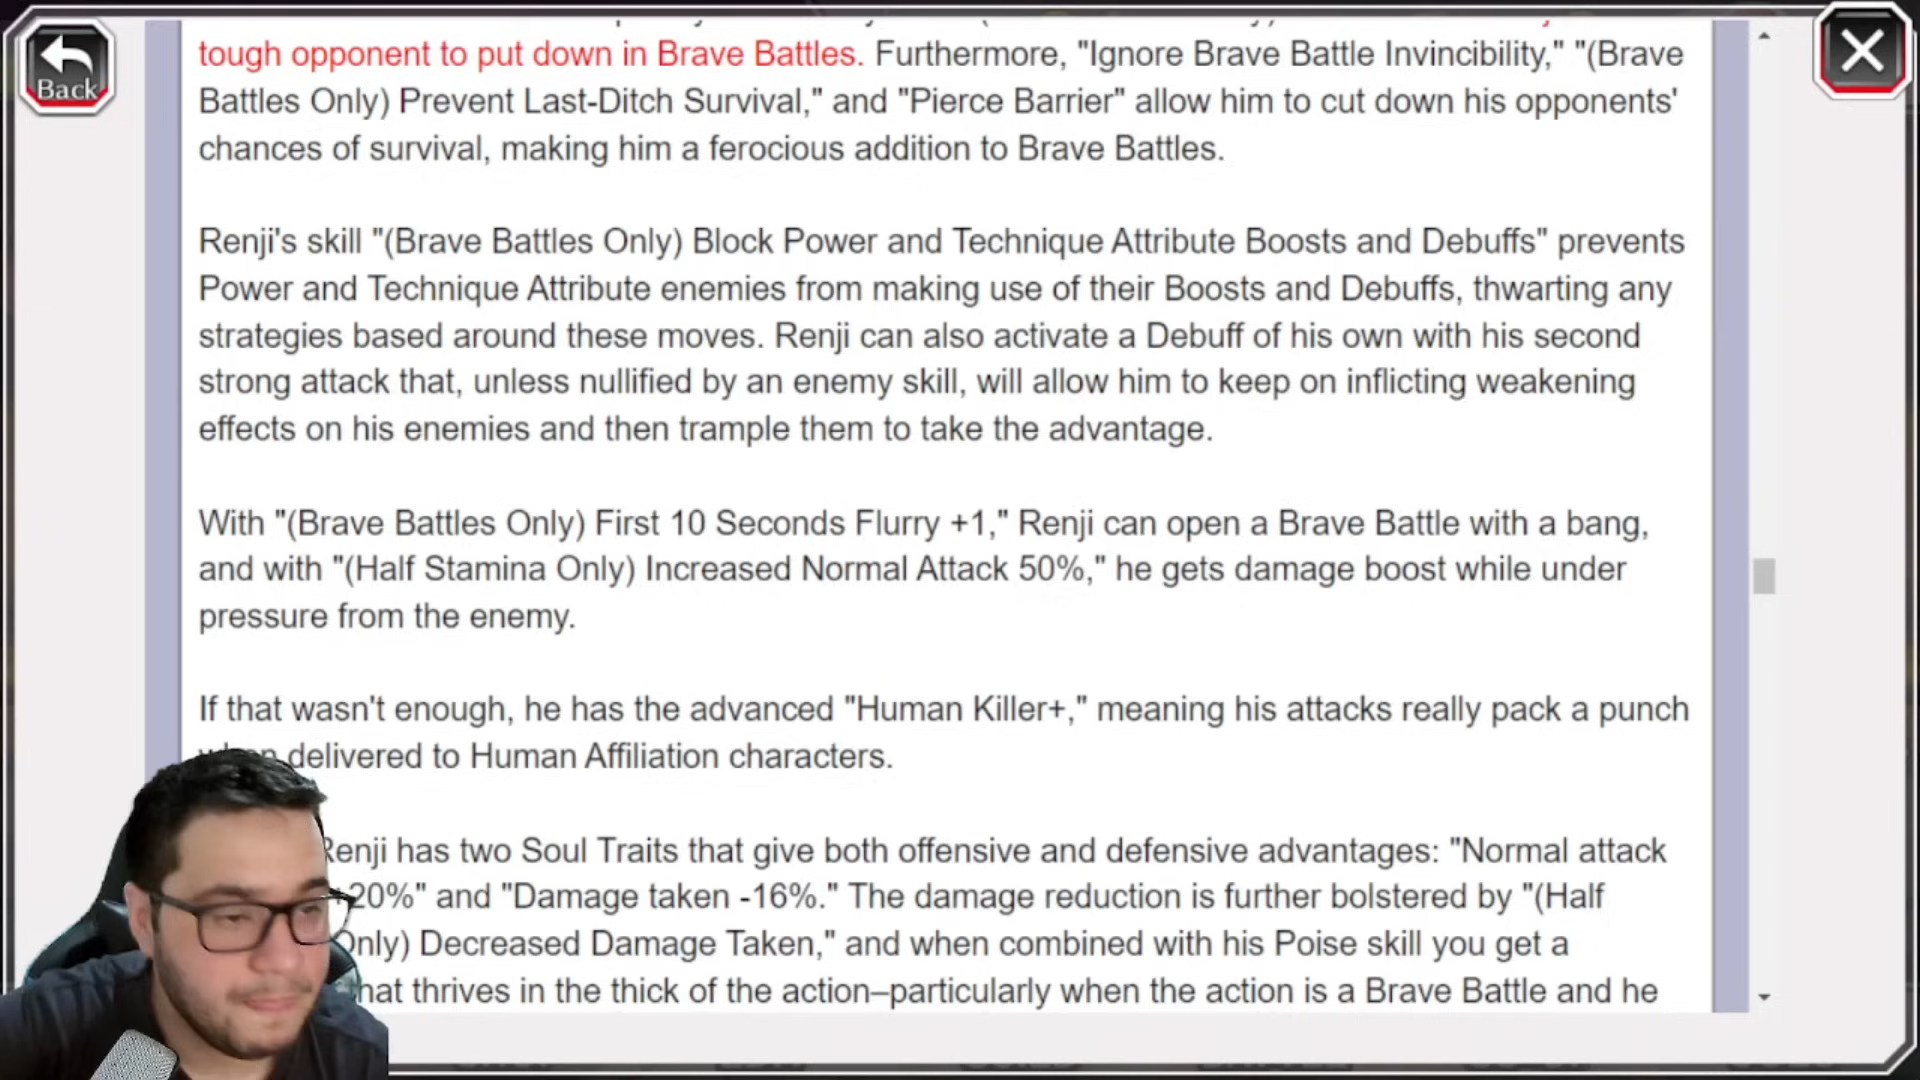 Back
tough opponent to put down in Brave Battles. Furthermore, "Ignore Brave Battle Invincibility," "(Brave
Battles Only) Prevent Last-Ditch Survival," and "Pierce Barrier" allow him to cut down his opponents'
chances of survival, making him a ferocious addition to Brave Battles.
Renji's skill "(Brave Battles Only) Block Power and Technique Attribute Boosts and Debuffs" prevents
Power and Technique Attribute enemies from making use of their Boosts and Debuffs, thwarting any
strategies based around these moves. Renji can also activate a Debuff of his own with his second
strong attack that, unless nullified by an enemy skill, will allow him to keep on inflicting weakening
effects on his enemies and then trample them to take the advantage.
With "(Brave Battles Only) First 10 Seconds Flurry +1," Renji can open a Brave Battle with a bang,
and with "(Half Stamina Only) Increased Normal Attack 50%," he gets damage boost while under
pressure from the enemy.
If that wasn't enough, he has the advanced "Human Killer+," meaning his attacks really pack a punch
delivered to Human Affiliation characters.
Renji has two Soul Traits that give both offensive and defensive advantages: "Normal attack
+20%" and "Damage taken -16%." The damage reduction is further bolstered by "(Half
Only) Decreased Damage Taken," and when combined with his Poise skill you get a
that thrives in the thick of the action–particularly when the action is a Brave Battle and he